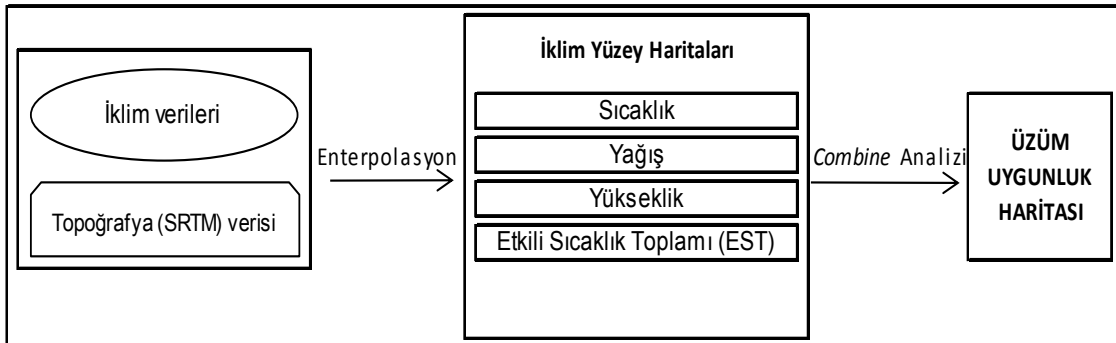 İklim verileri
Topoğrafya (SRTM) verisi
Enterpolasyon
İklim Yüzey Haritaları
Sıcaklık
Yağış
Yükseklik
Etkili Sıcaklık Toplamı (EST)
Combine Analizi
ÜZÜM
UYGUNLUK
HARİTASI